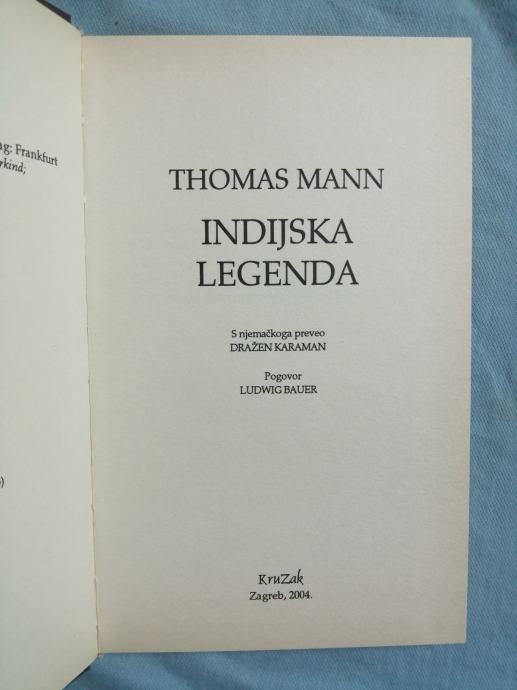 ag: Frankfurt
rkind;
)
THOMAS MANN
INDIJSKA
LEGENDA
S njemačkoga preveo
DRAŽEN KARAMAN
Pogovor
LUDWIG BAUER
KruZak
Zagreb, 2004.